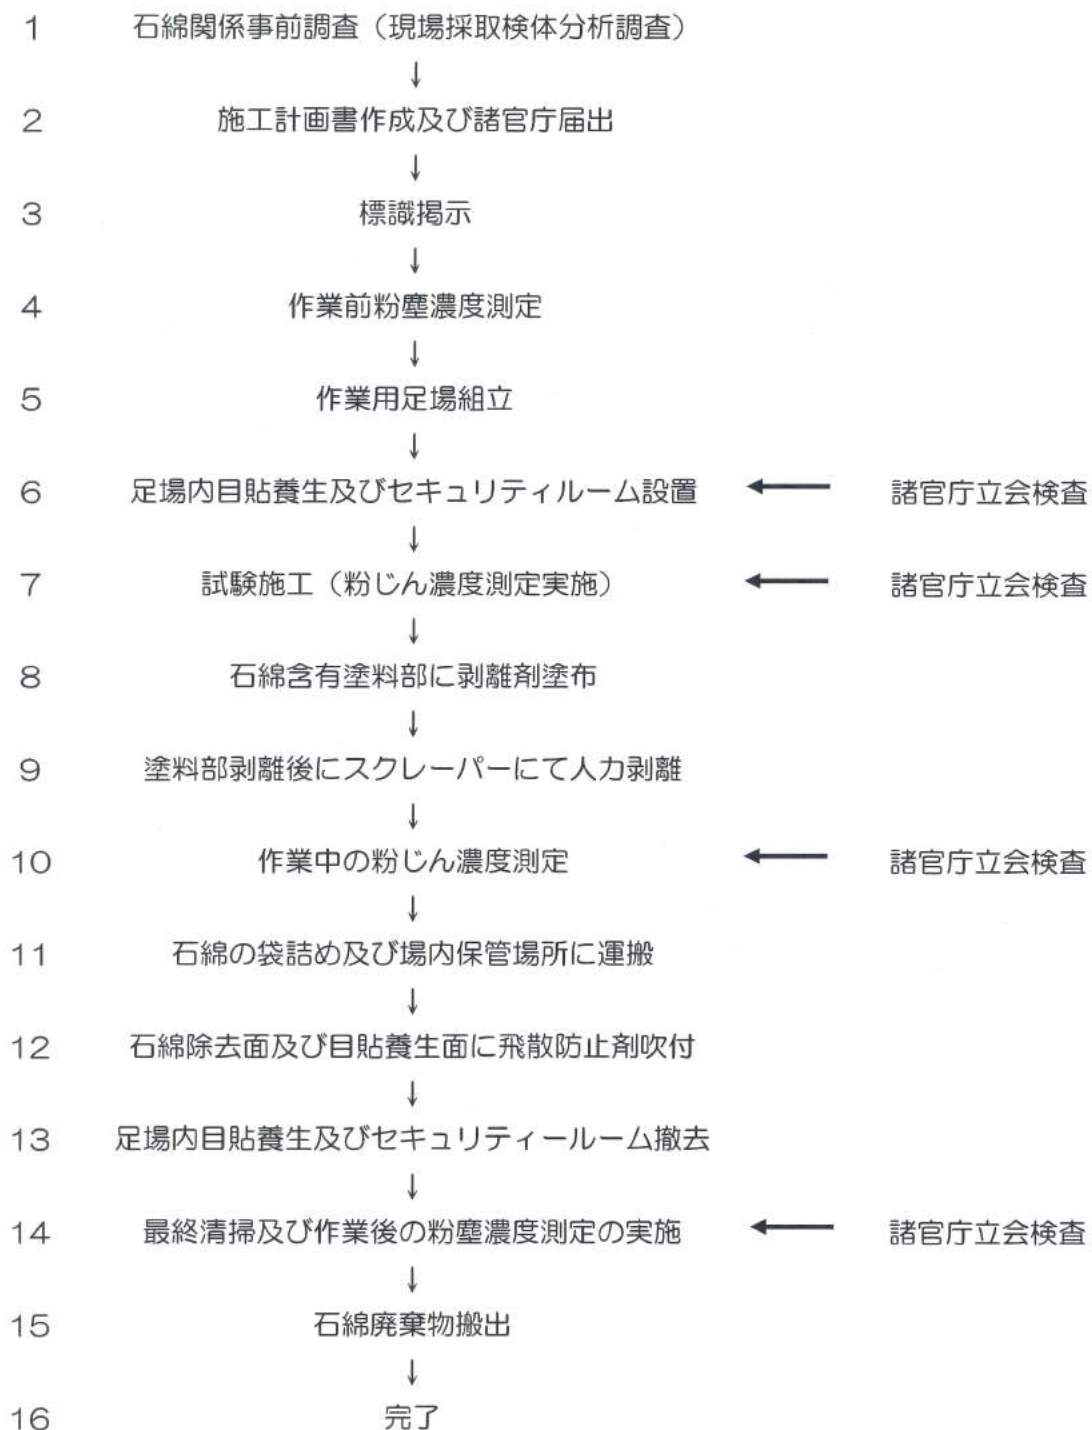 1 石綿関係事前調査（現場採取検体分析調査）
↓
2 施工計画書作成及び諸官庁届出
↓
3 標識掲示
↓
4 作業前粉塵濃度測定
↓
5 作業用足場組立
↓
6 足場内目貼養生及びセキュリティルーム設置 ← 諸官庁立会検査
↓
7 試験施工（粉じん濃度測定実施） ← 諸官庁立会検査
↓
8 石綿含有塗料部に剥離剤塗布
↓
9 塗料部剥離後にスクレーパーにて人力剥離
↓
10 作業中の粉じん濃度測定 ← 諸官庁立会検査
↓
11 石綿の袋詰め及び場内保管場所に運搬
↓
12 石綿除去面及び目貼養生面に飛散防止剤吹付
↓
13 足場内目貼養生及びセキュリティールーム撤去
↓
14 最終清掃及び作業後の粉塵濃度測定の実施 ← 諸官庁立会検査
↓
15 石綿廃棄物搬出
↓
16 完了